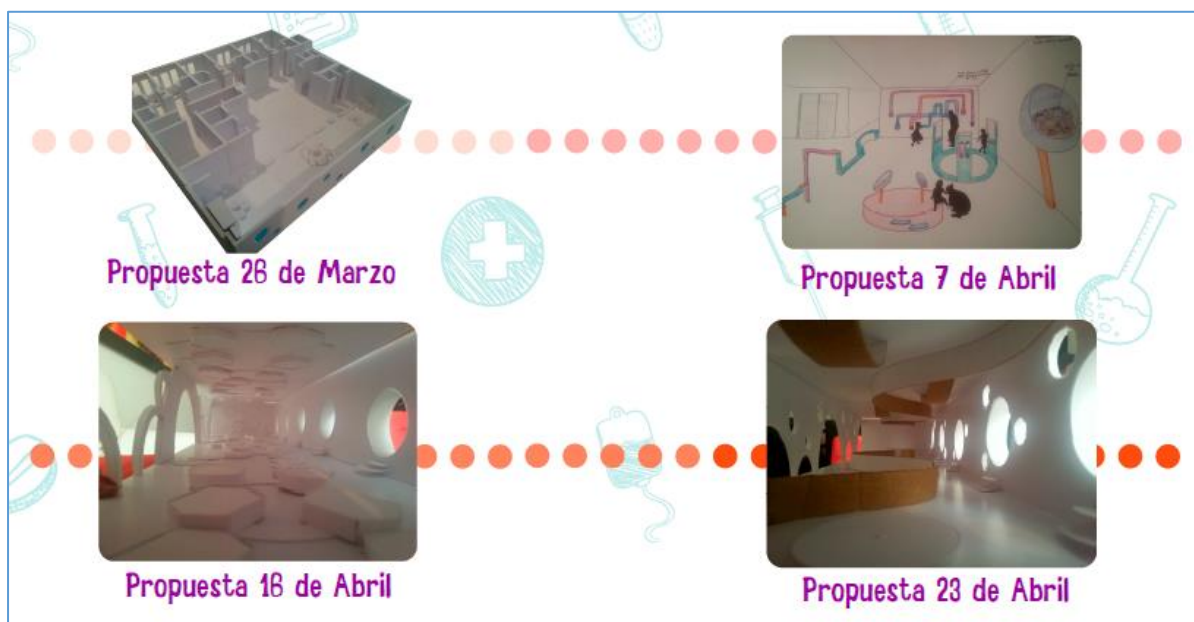 Propuesta 26 de Marzo
Propuesta 7 de Abril
Propuesta 16 de Abril
Propuesta 23 de Abril